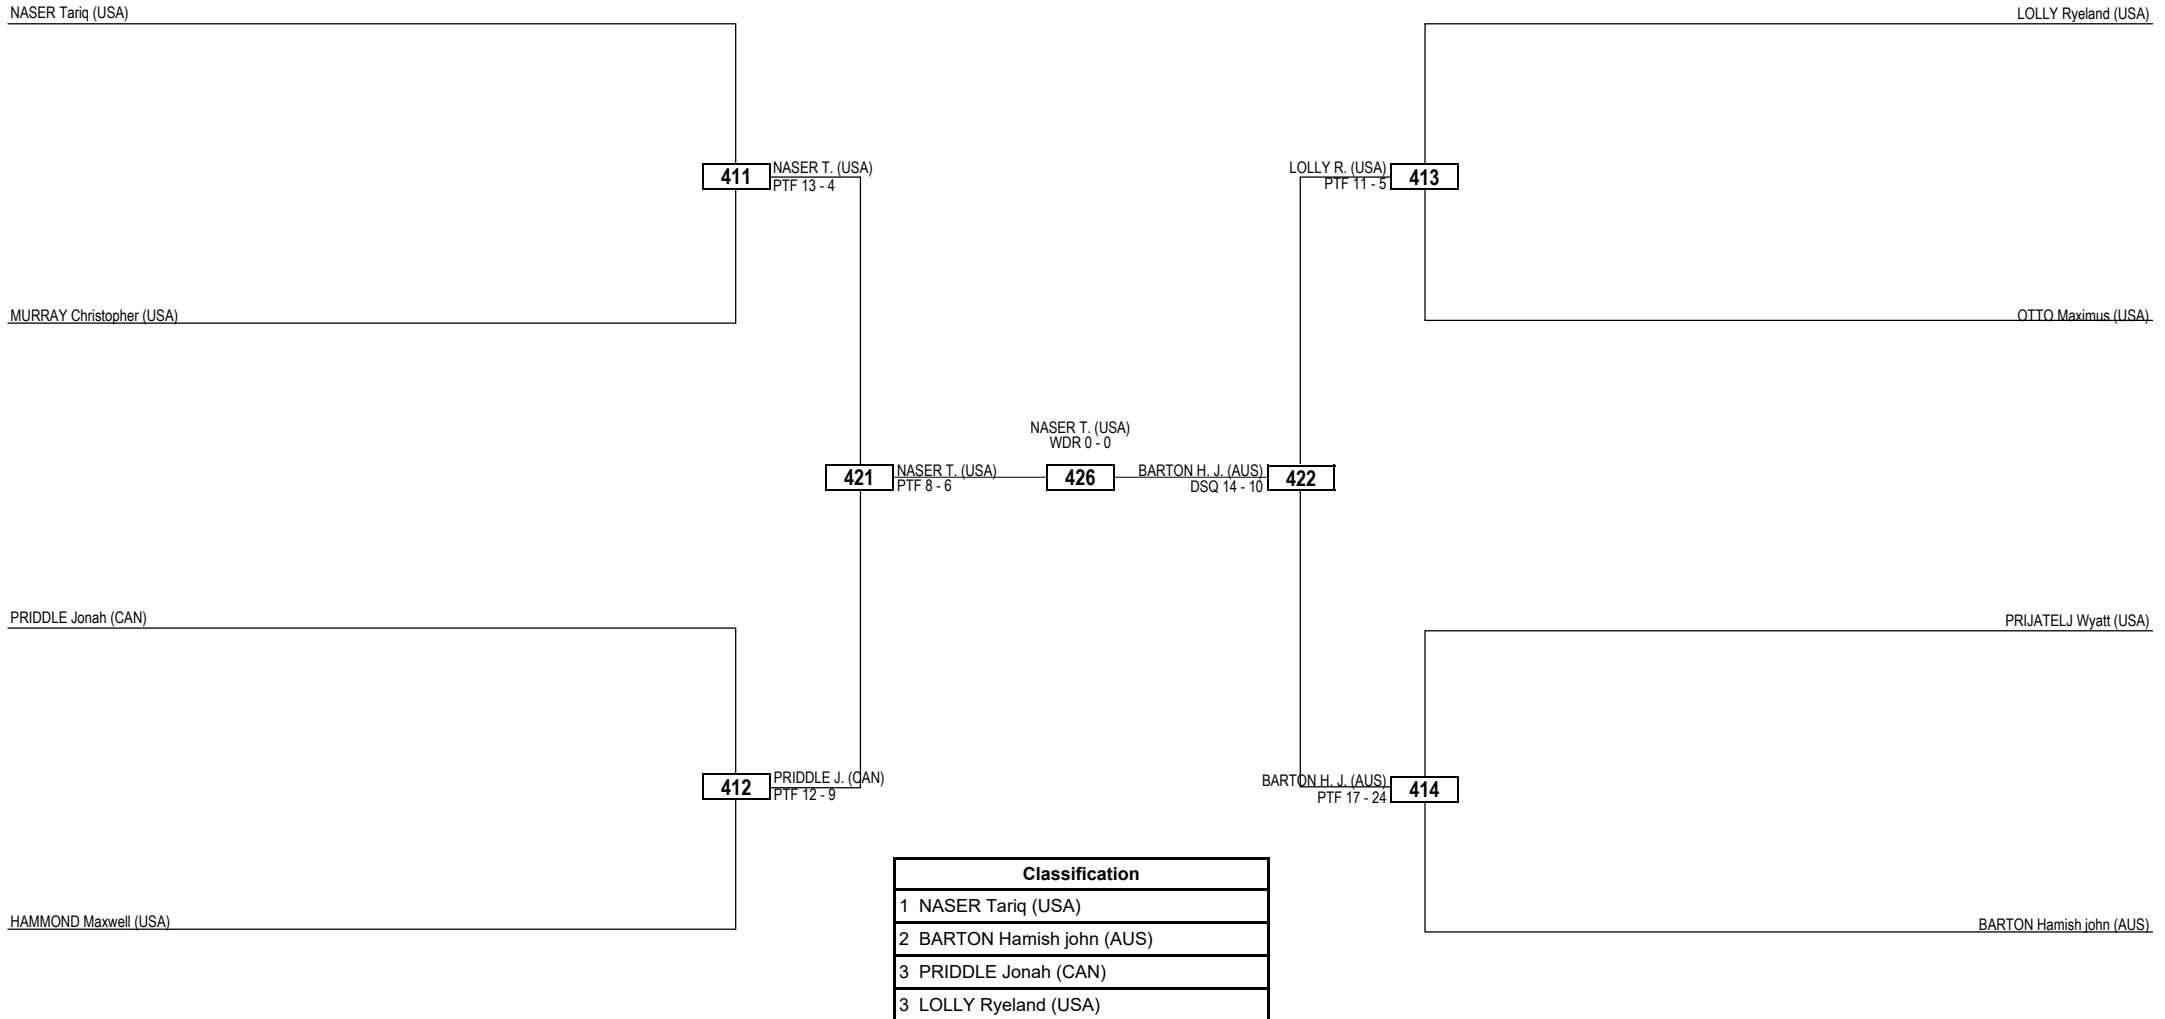 NASER Tariq (USA)
LOLLY Ryeland (USA)
411
NASER T. (USA)
PTF 13 - 4
LOLLY R. (USA)
PTF 11 - 5
413
MURRAY Christopher (USA)
OTTO Maximus (USA)
NASER T. (USA)
WDR 0 - 0
421
NASER T. (USA)
PTF 8 - 6
426
BARTON H. J. (AUS)
DSQ 14 - 10
422
PRIDDLE Jonah (CAN)
PRIJATELJ Wyatt (USA)
412
PRIDDLE J. (CAN)
PTF 12 - 9
BARTON H. J. (AUS)
PTF 17 - 24
414
HAMMOND Maxwell (USA)
BARTON Hamish john (AUS)
Classification
1 NASER Tariq (USA)
2 BARTON Hamish john (AUS)
3 PRIDDLE Jonah (CAN)
3 LOLLY Ryeland (USA)